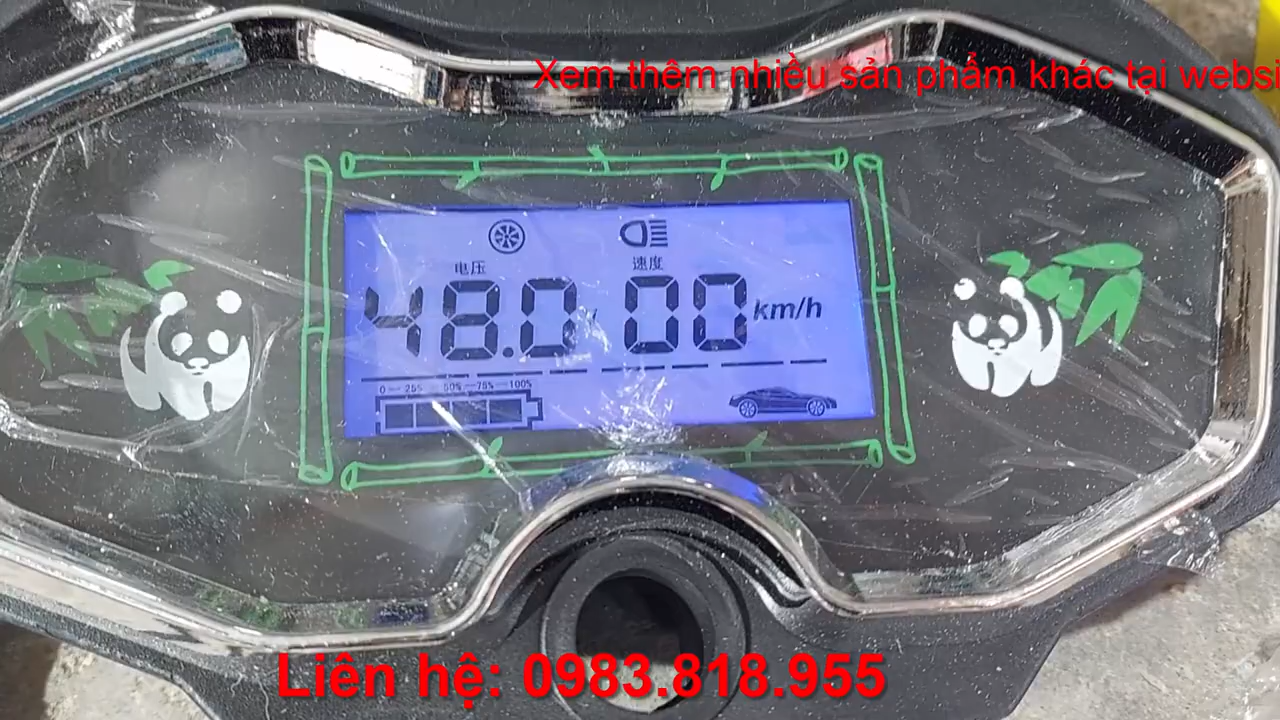 Xem thêm nhiều sản phẩm khác tại websi
电压 速度
48.0 00 km/h
0 25% 50% 75% 100%
Liên hệ: 0983.818.955